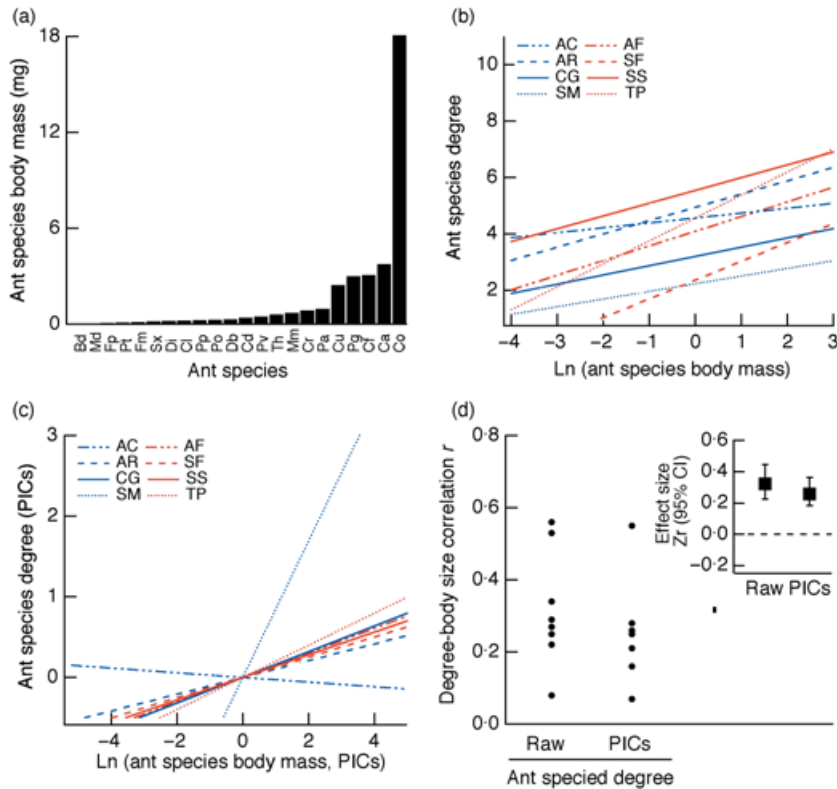 (a)
18
12
6
0
Ant species body mass (mg)
Bd Md Fp Pt Fm Sx Di Cl Pp Po Db Cd Pv Th Mm Cr Pa Cu Pg Cf Ca Co
Ant species
(b)
10
8
6
4
2
Ant species degree
AC AF
AR SF
CG SS
SM TP
−4 −3 −2 −1 0 1 2 3
Ln (ant species body mass)
(c)
3
2
1
0
Ant species degree (PICs)
AC AF
AR SF
CG SS
SM TP
−4 −2 0 2 4
Ln (ant species body mass, PICs)
(d)
0·8
0·6
0·4
0·2
0·0
Degree-body size correlation r
Raw PICs
Ant specied degree
0·6
0·4
0·2
0·0
−0·2
Effect size
Zr (95% CI)
Raw PICs